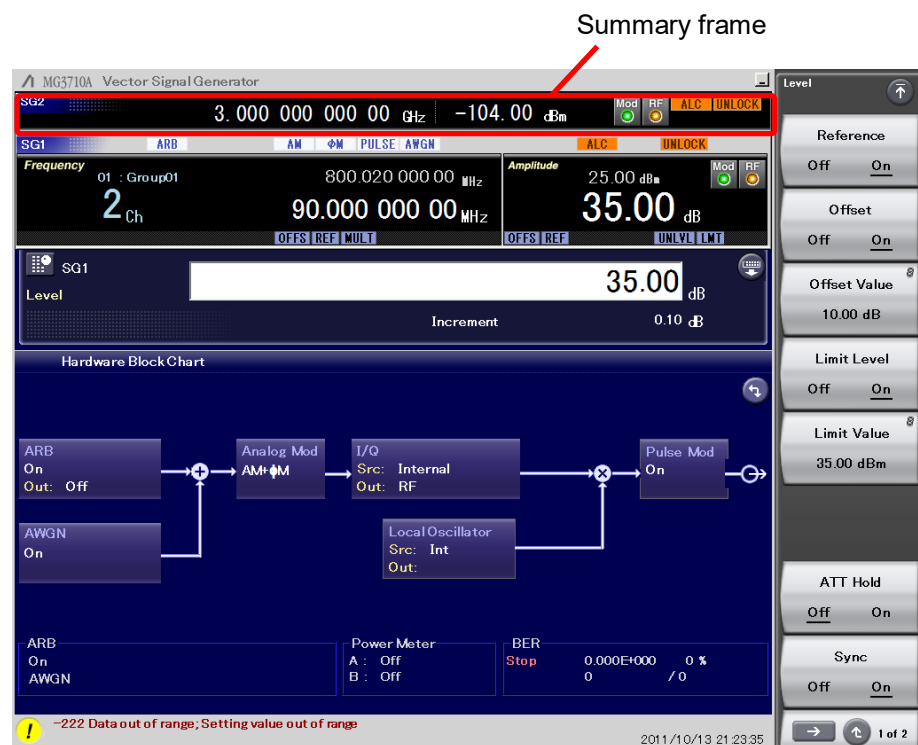 Summary frame
MG3710A Vector Signal Generator
SG2
3. 000 000 000 00 GHz -104. 00 dBm Mod RF ALC UNLOCK
SG1 ARB AM ΦM PULSE AWGN ALC UNLOCK
Frequency
01 : Group01 800.020 000 00 MHz
2 Ch 90.000 000 00 MHz
OFFS REF MULT
Amplitude
25.00 dBm Mod RF
35.00 dB
OFFS REF UNLVL LMT
SG1
Level
35.00 dB
Increment 0.10 dB
Hardware Block Chart
ARB
On
Out: Off
AWGN
On
Analog Mod
AM+ΦM
I/Q
Src: Internal
Out: RF
Local Oscillator
Src: Int
Out:
Pulse Mod
On
ARB
On
AWGN
Power Meter
A : Off
B : Off
BER
Stop 0.000E+000 0 %
0 / 0
-222 Data out of range; Setting value out of range
2011/10/13 21:23:35
Level
Reference
Off On
Offset
Off On
Offset Value
10.00 dB
Limit Level
Off On
Limit Value
35.00 dBm
ATT Hold
Off On
Sync
Off On
1 of 2